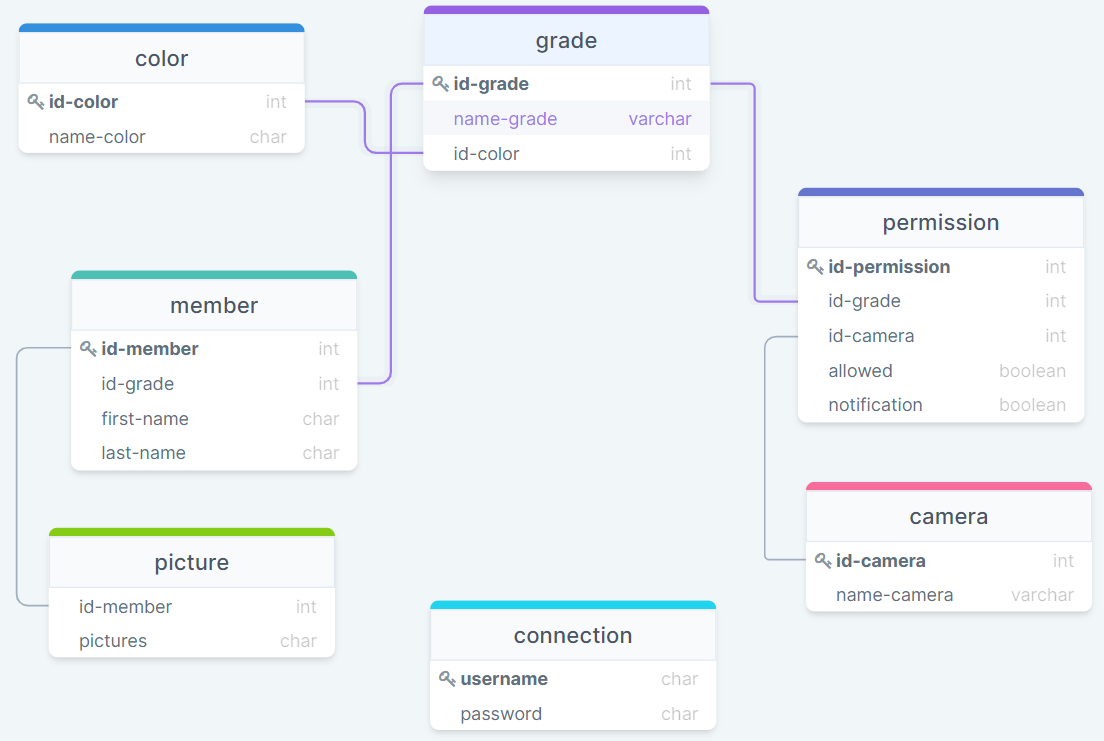 color
id-color int
name-color char
grade
id-grade int
name-grade varchar
id-color int
permission
id-permission int
id-grade int
id-camera int
allowed boolean
notification boolean
member
id-member int
id-grade int
first-name char
last-name char
picture
id-member int
pictures char
connection
username char
password char
camera
id-camera int
name-camera varchar